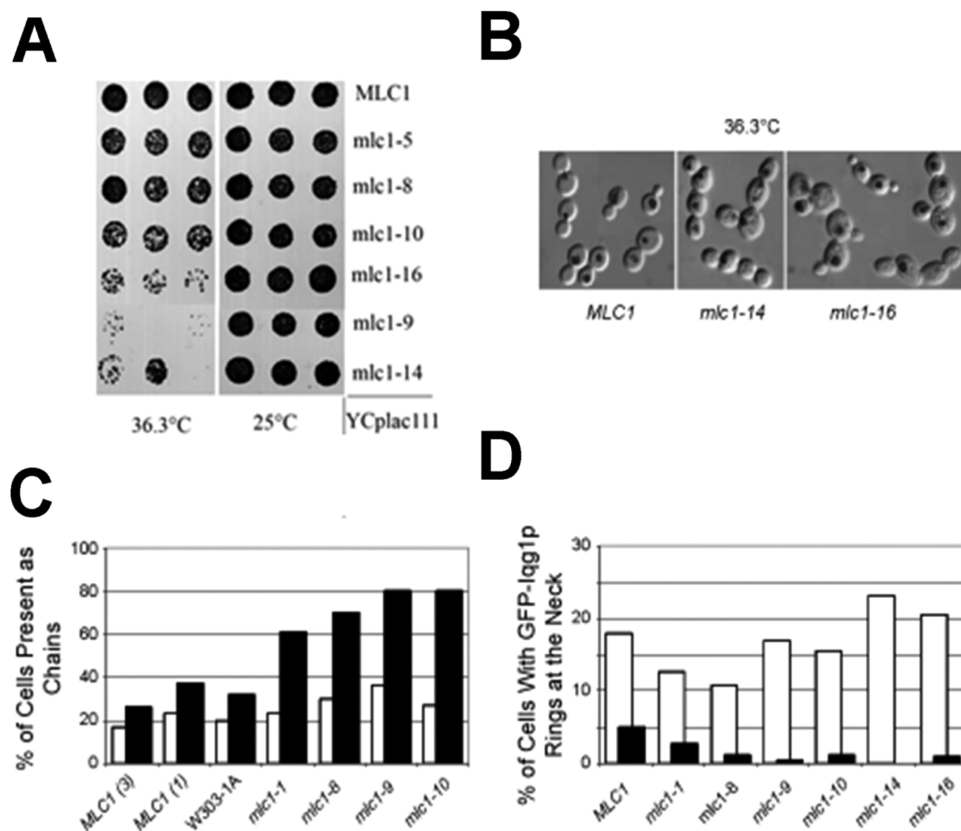 A
MLC1
mlc1-5
mlc1-8
mlc1-10
mlc1-16
mlc1-9
mlc1-14
36.3°C
25°C
YCplac111
B
36.3°C
MLC1
mlc1-14
mlc1-16
C
% of Cells Present as
Chains
100
80
60
40
20
0
MLC1 (3)
MLC1 (1)
W303-1A
mlc1-1
mlc1-8
mlc1-9
mlc1-10
D
% of Cells With GFP-Iqg1p
Rings at the Neck
30
20
10
0
MLC1
mlc1-1
mlc1-8
mlc1-9
mlc1-10
mlc1-14
mlc1-16